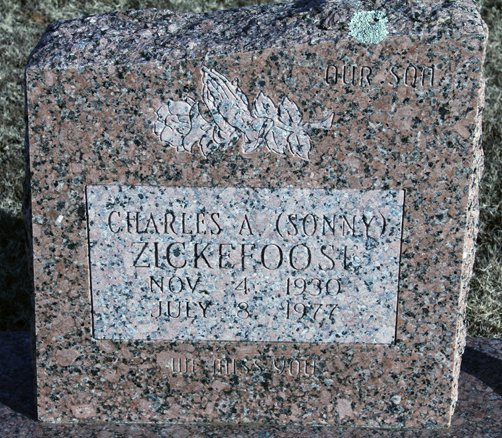 OUR SON
CHARLES A. (SONNY)
ZICKEFOOSE
NOV. 4, 1930
JULY 8, 1977
WE MISS YOU